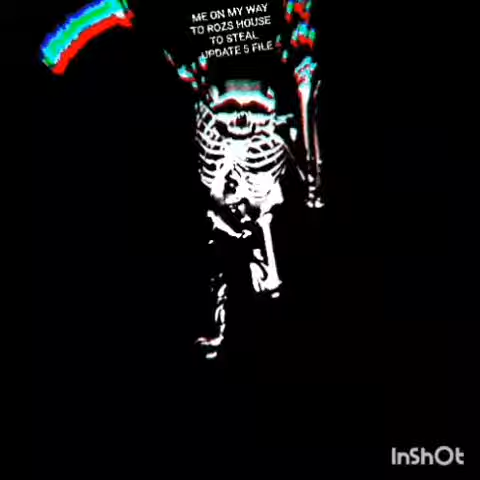 ME ON MY WAY
TO ROZS HOUSE
TO STEAL
UPDATE 5 FILE
InShOt